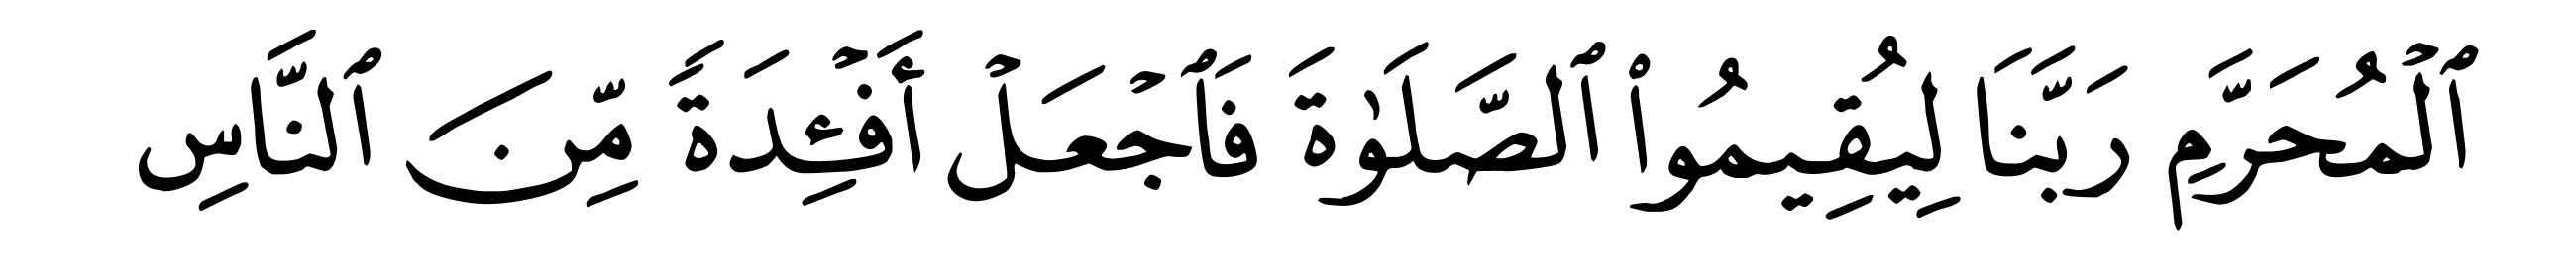 ٱلۡمُحَرَّمِ رَبَّنَا لِيُقِيمُواْ ٱلصَّلَوٰةَ فَٱجۡعَلۡ أَفۡـِٔدَةٗ مِّنَ ٱلنَّاسِ